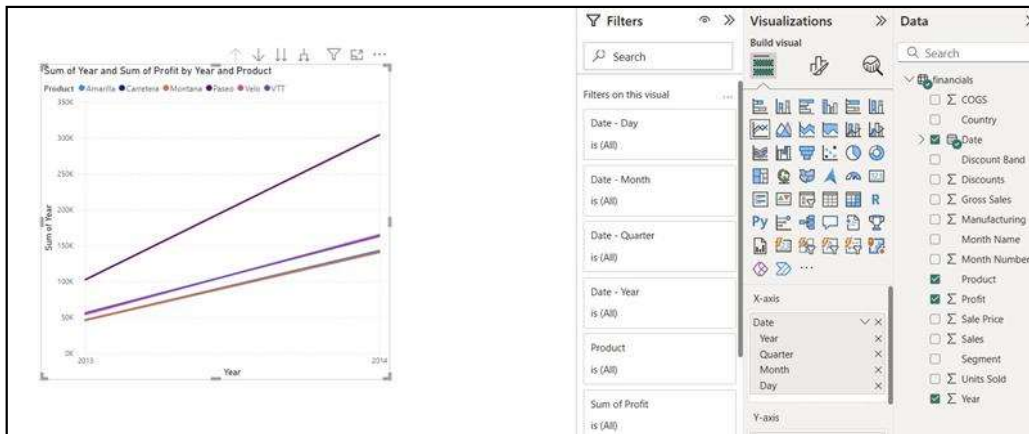 Sum of Year and Sum of Profit by Year and Product
Product Amarilla Carretera Montana Paseo Velo VTT
350K
300K
250K
200K
150K
100K
50K
0K
Sum of Year
2013
2014
Year
Filters
Search
Filters on this visual
Date - Day
is (All)
Date - Month
is (All)
Date - Quarter
is (All)
Date - Year
is (All)
Product
is (All)
Sum of Profit
is (All)
Visualizations
Build visual
123
R
Py
X-axis
Date
Year
Quarter
Month
Day
Y-axis
Data
Search
financials
Σ COGS
Country
Date
Discount Band
Σ Discounts
Σ Gross Sales
Σ Manufacturing
Month Name
Σ Month Number
Product
Σ Profit
Σ Sale Price
Σ Sales
Segment
Σ Units Sold
Σ Year